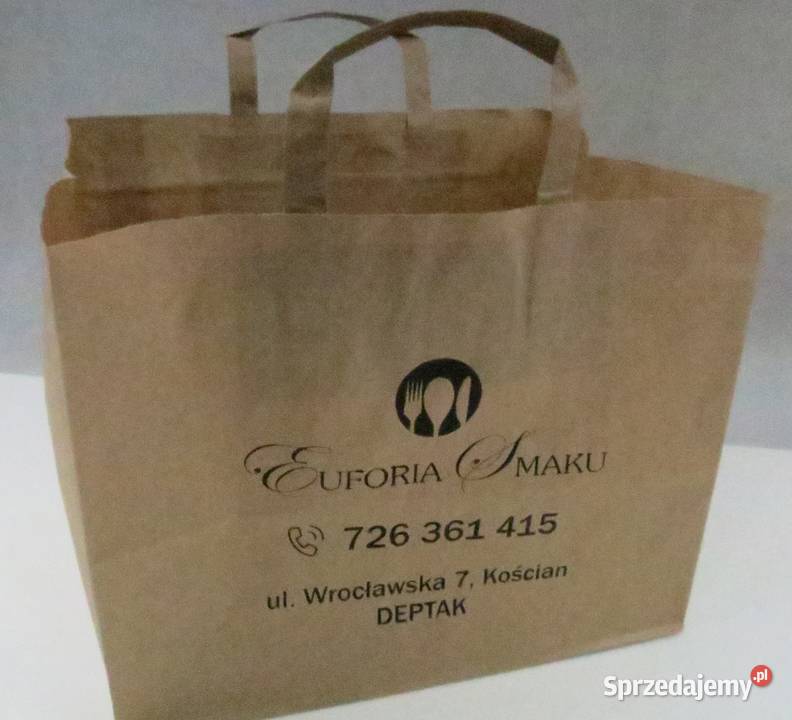 Euforia Smaku
726 361 415
ul. Wrocławska 7, Kościan
DEPTAK
Sprzedajemy.pl